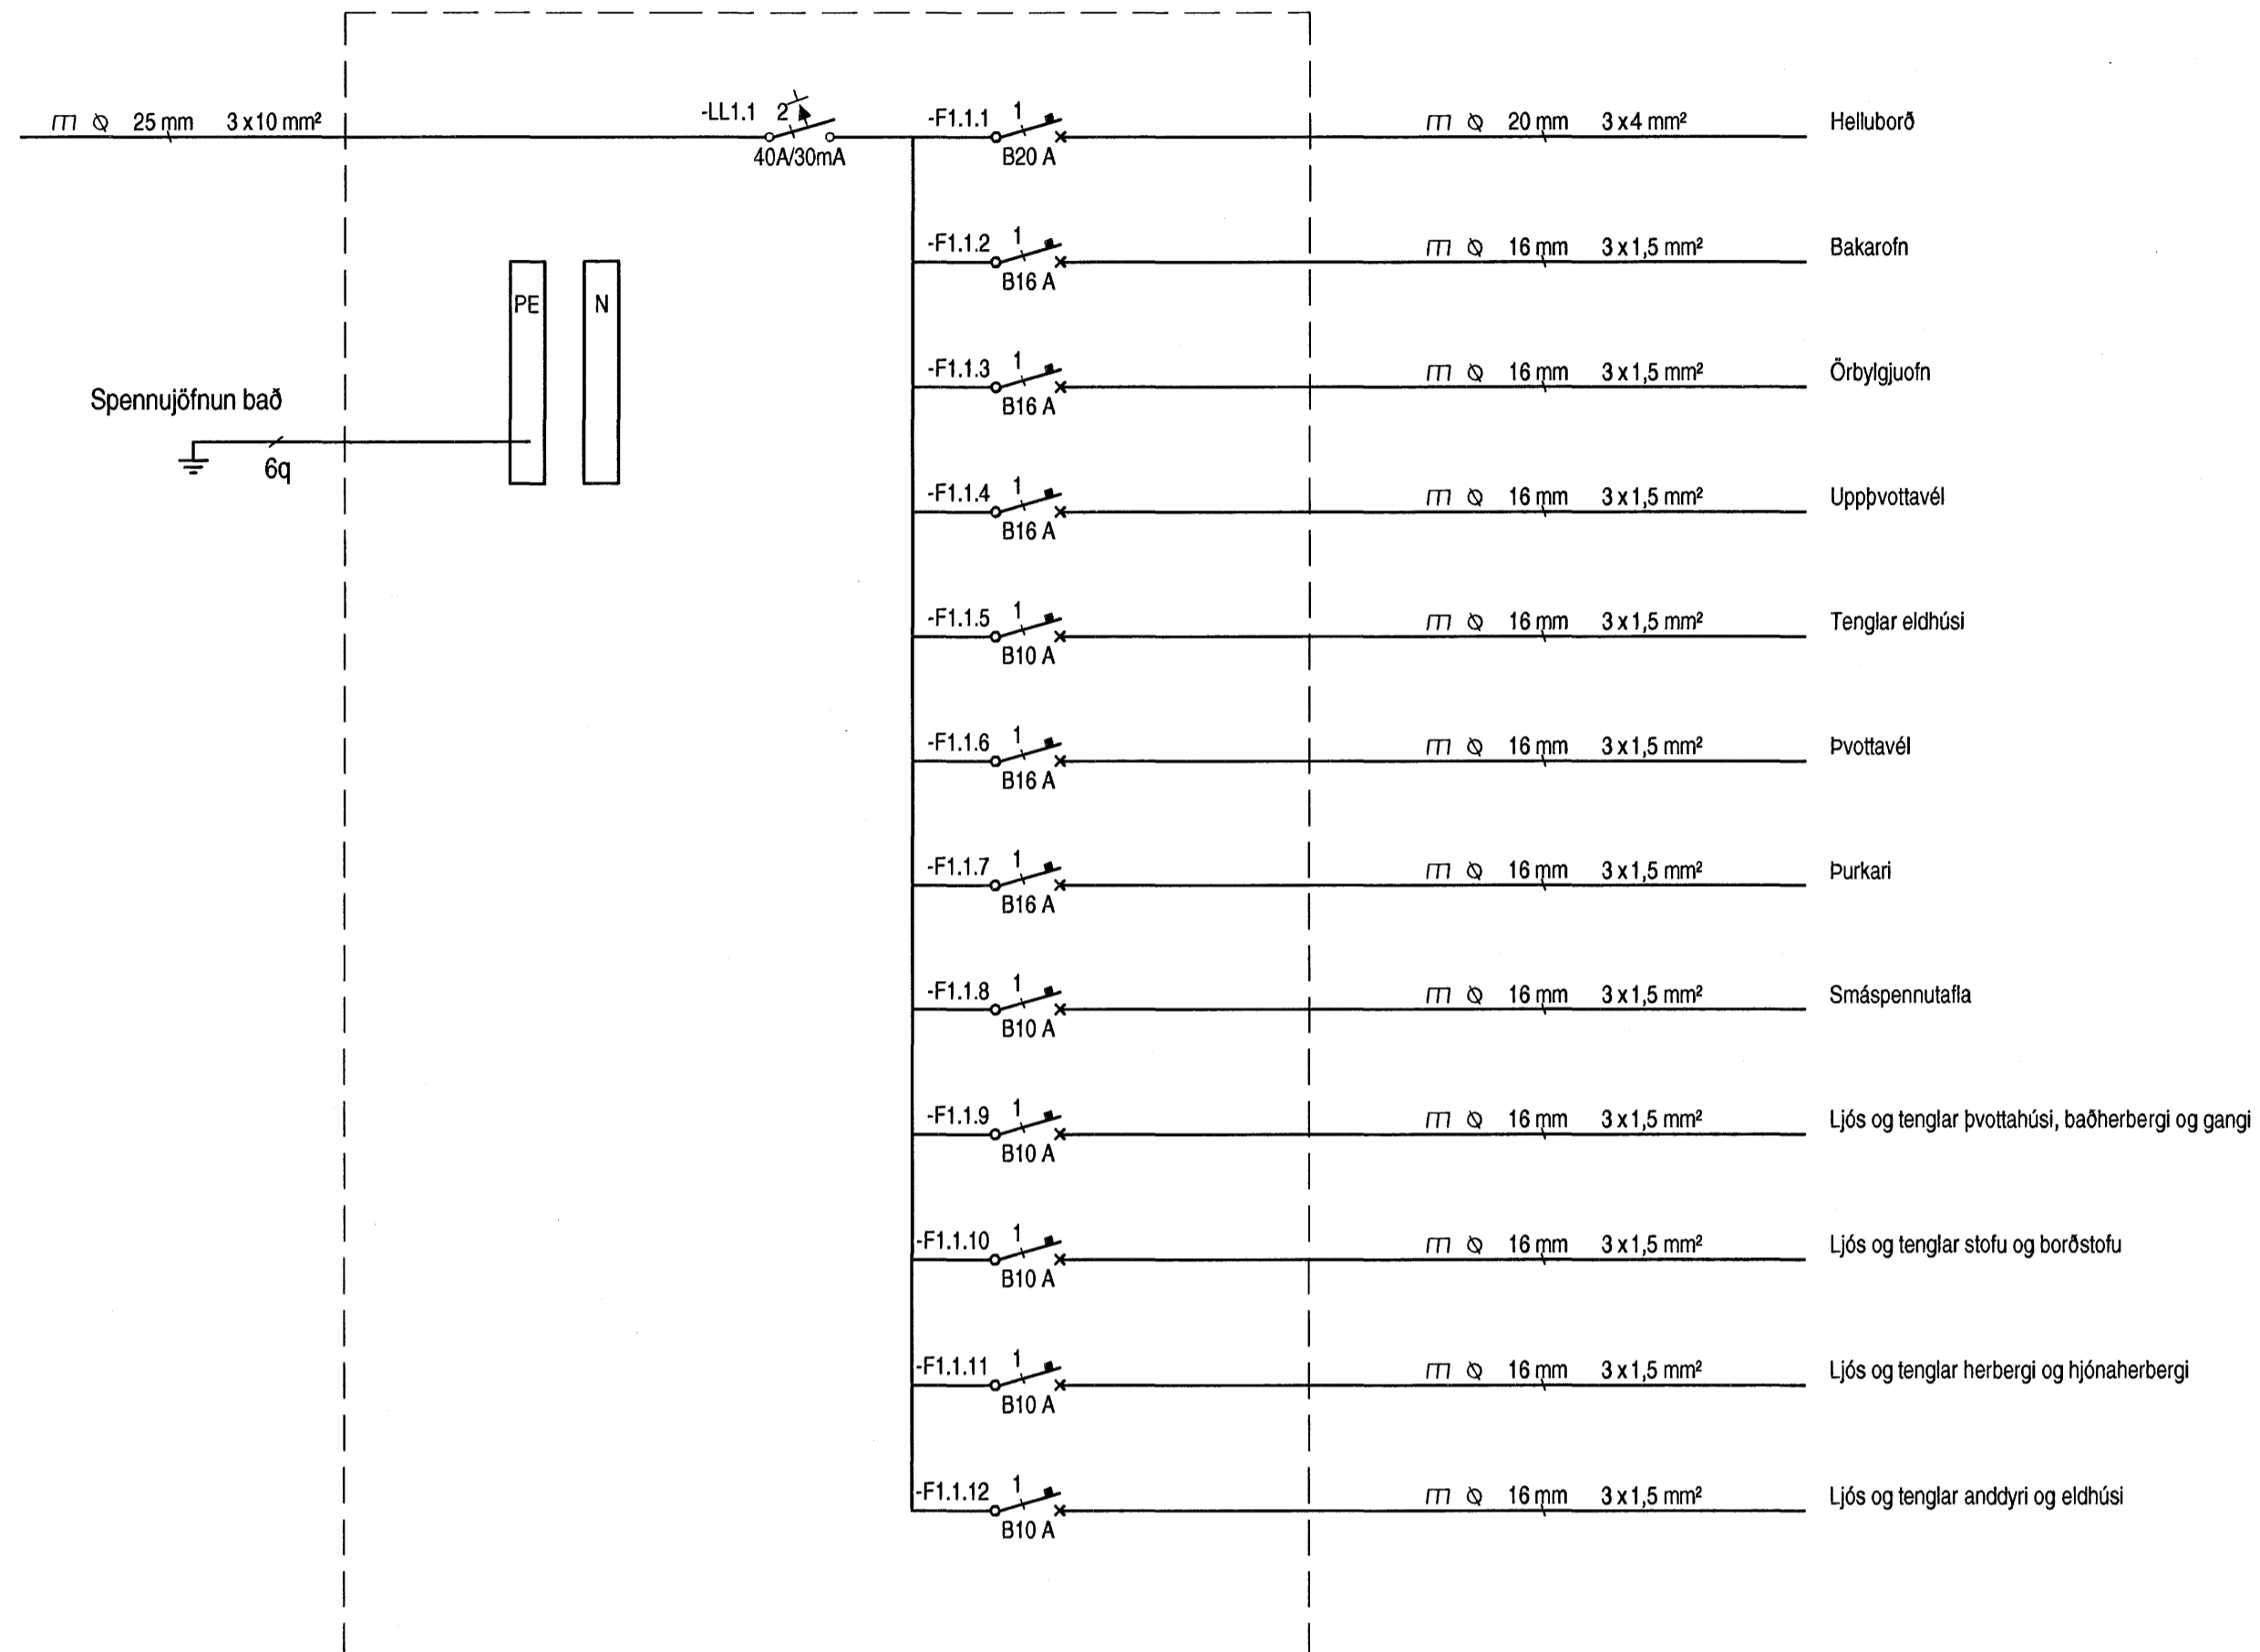 25 mm 3 x 10 mm²
-LL1.1 2
40A/30mA
-F1.1.1 1
B20 A
20 mm 3 x 4 mm² Helluborð
-F1.1.2 1
B16 A
16 mm 3 x 1,5 mm² Bakarofn
PE N
-F1.1.3 1
B16 A
16 mm 3 x 1,5 mm² Örbylgjuofn
Spennujöfnun bað
6q
-F1.1.4 1
B16 A
16 mm 3 x 1,5 mm² Uppþvottavél
-F1.1.5 1
B10 A
16 mm 3 x 1,5 mm² Tenglar eldhúsi
-F1.1.6 1
B16 A
16 mm 3 x 1,5 mm² Þvottavél
-F1.1.7 1
B16 A
16 mm 3 x 1,5 mm² Þurkari
-F1.1.8 1
B10 A
16 mm 3 x 1,5 mm² Smáspennutafla
-F1.1.9 1
B10 A
16 mm 3 x 1,5 mm² Ljós og tenglar þvottahúsi, baðherbergi og gangi
-F1.1.10 1
B10 A
16 mm 3 x 1,5 mm² Ljós og tenglar stofu og borðstofu
-F1.1.11 1
B10 A
16 mm 3 x 1,5 mm² Ljós og tenglar herbergi og hjónaherbergi
-F1.1.12 1
B10 A
16 mm 3 x 1,5 mm² Ljós og tenglar anddyri og eldhúsi